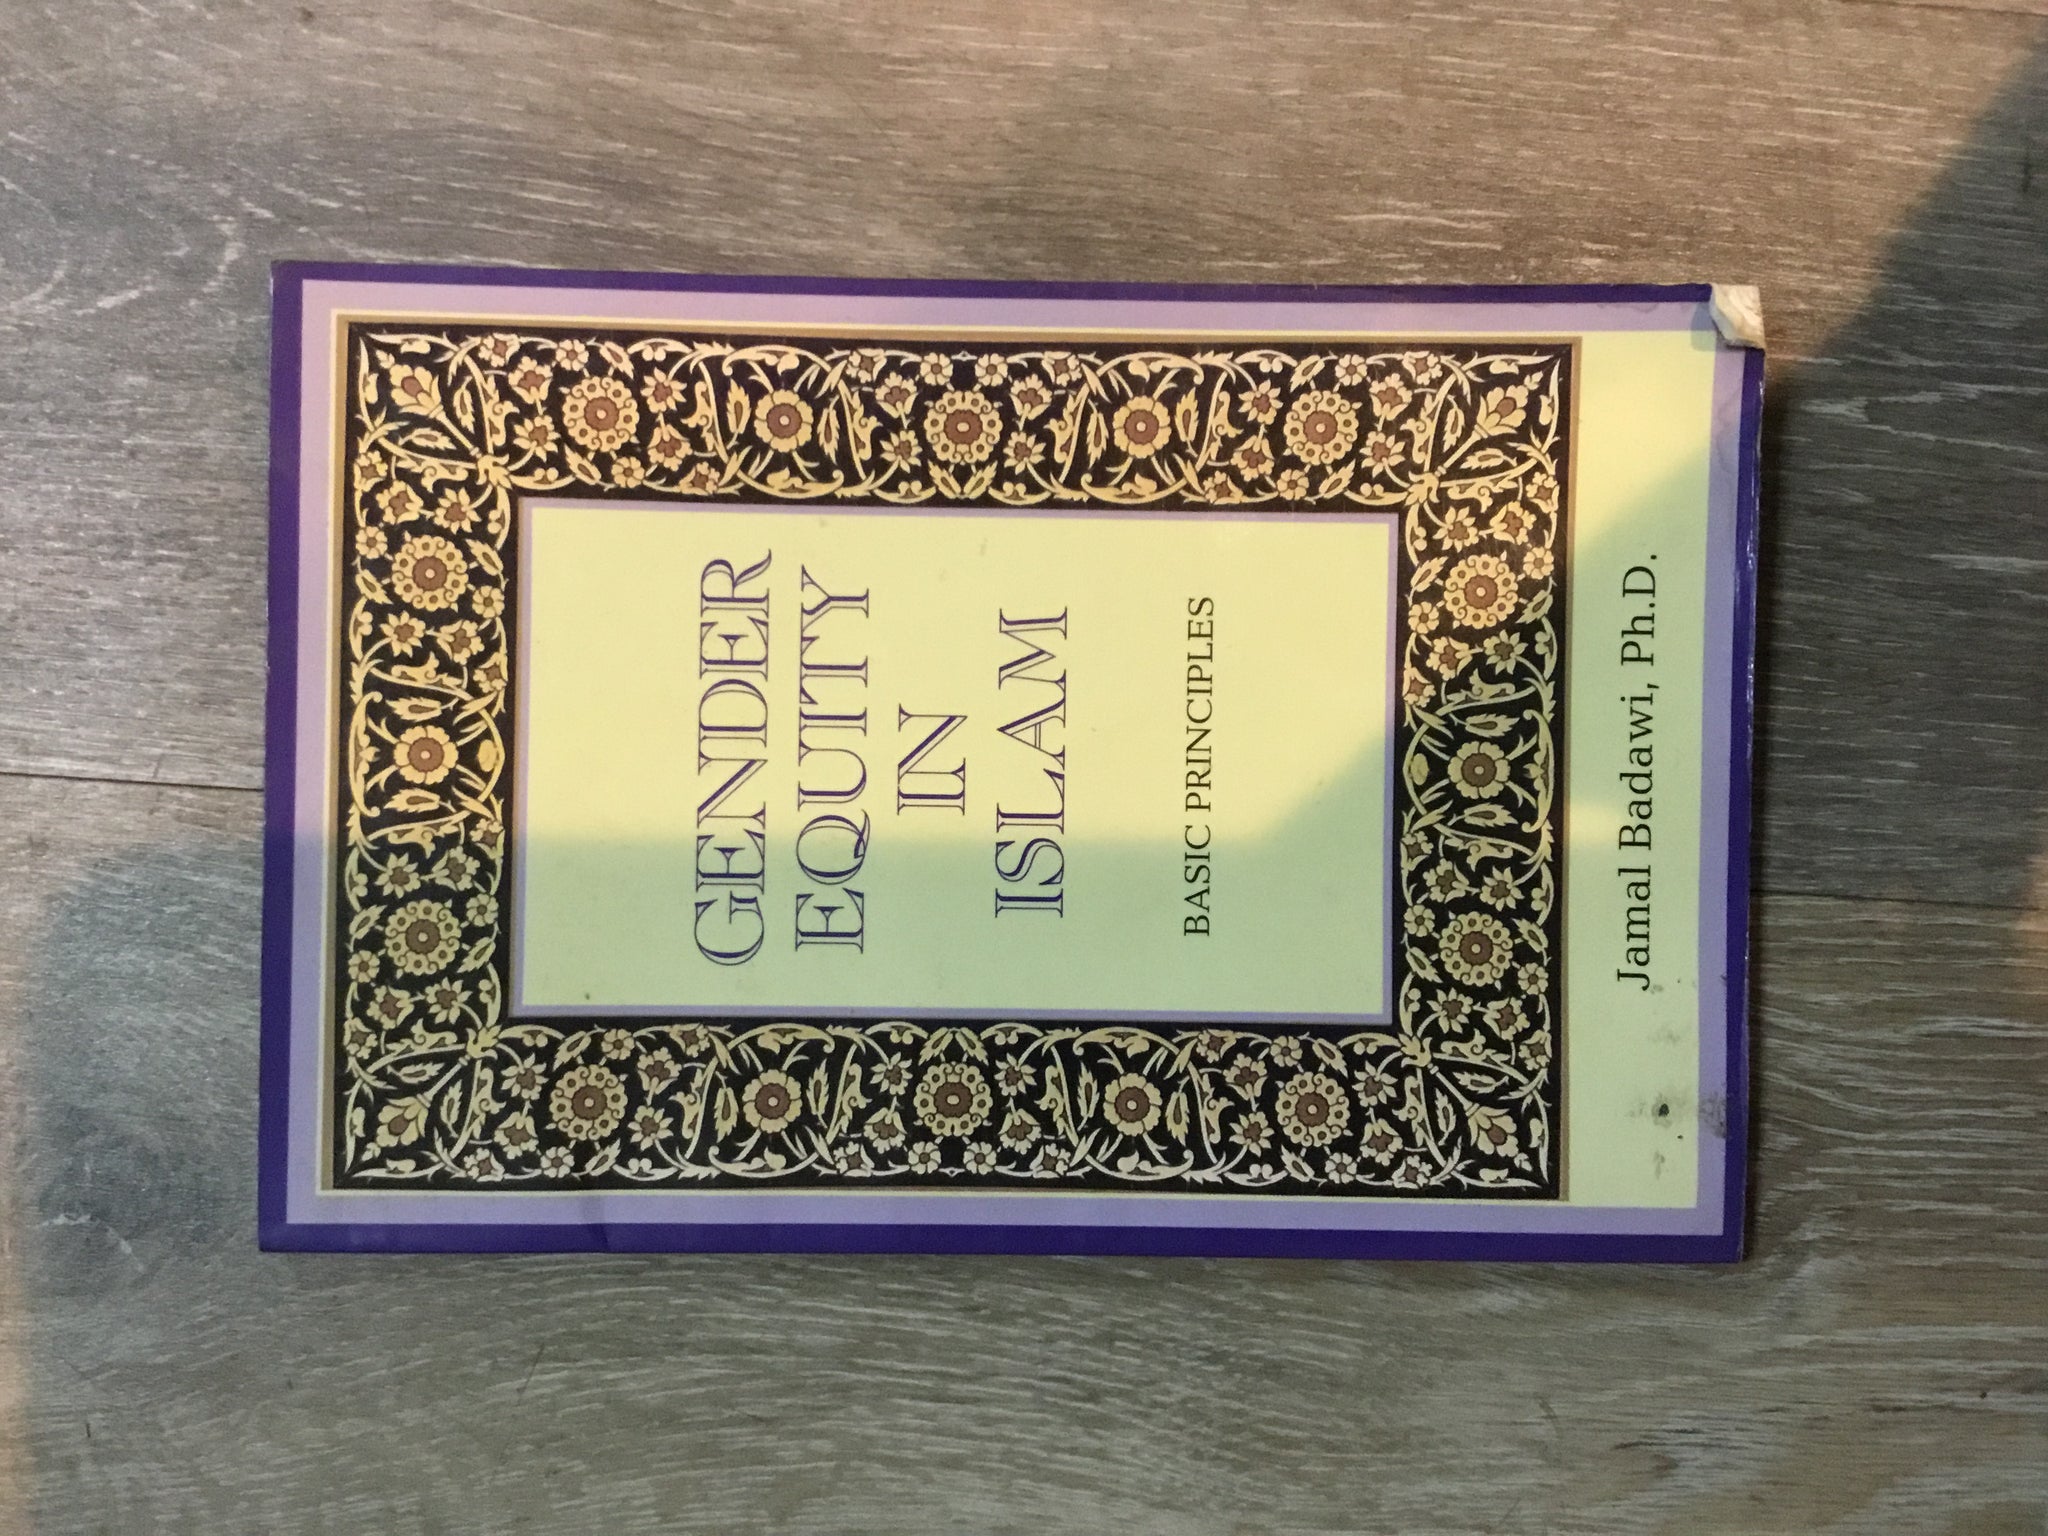 GENDER
EQUITY
IN
ISLAM
BASIC PRINCIPLES
Jamal Badawi, Ph.D.